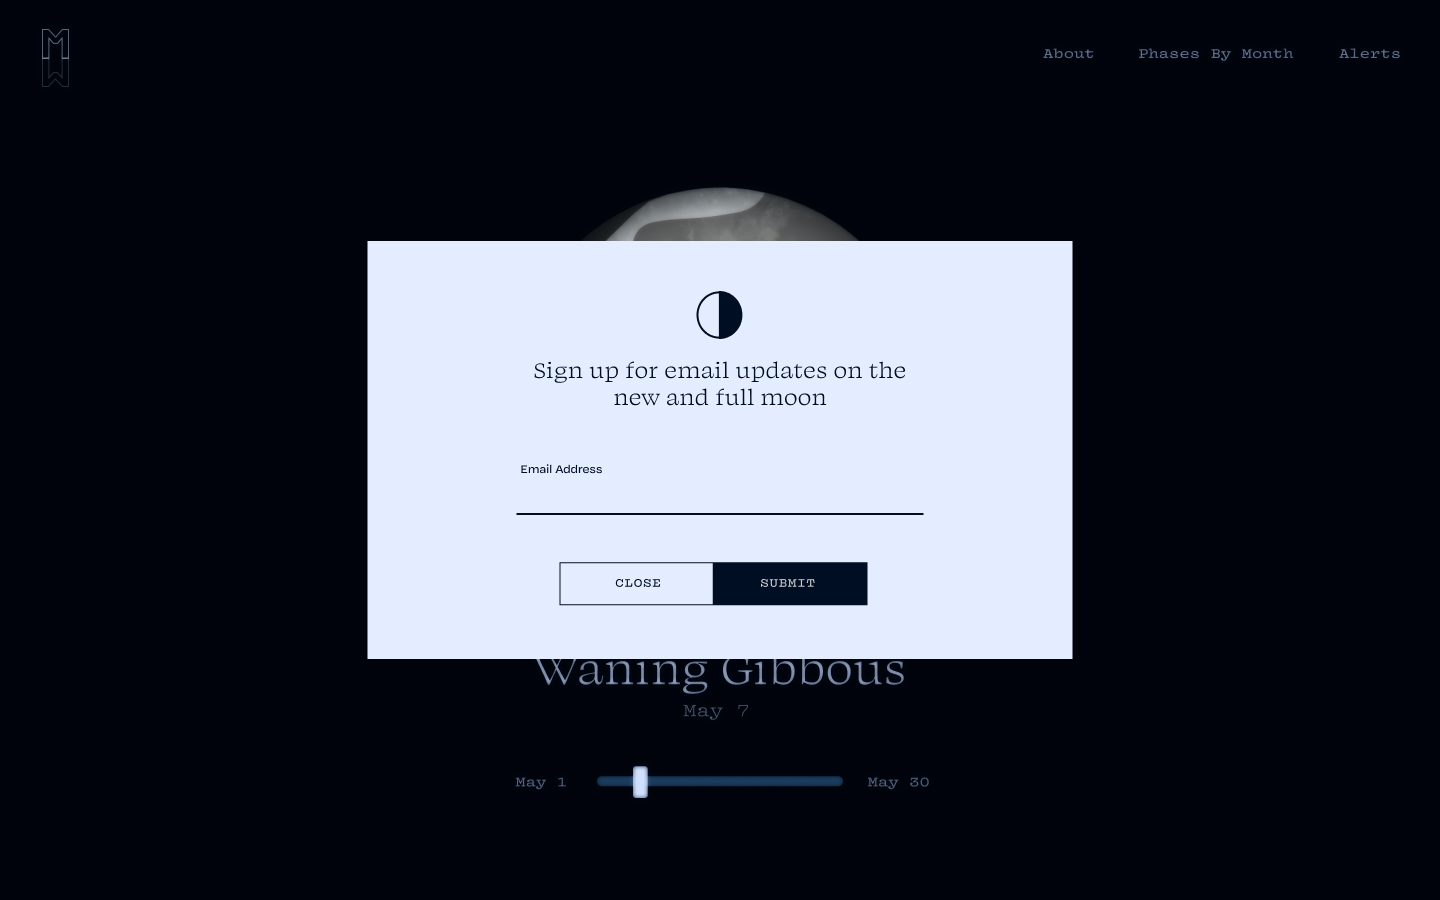 About
Phases By Month
Alerts
Sign up for email updates on the
new and full moon
Email Address
CLOSE
SUBMIT
Waning Gibbous
May 7
May 1
May 30